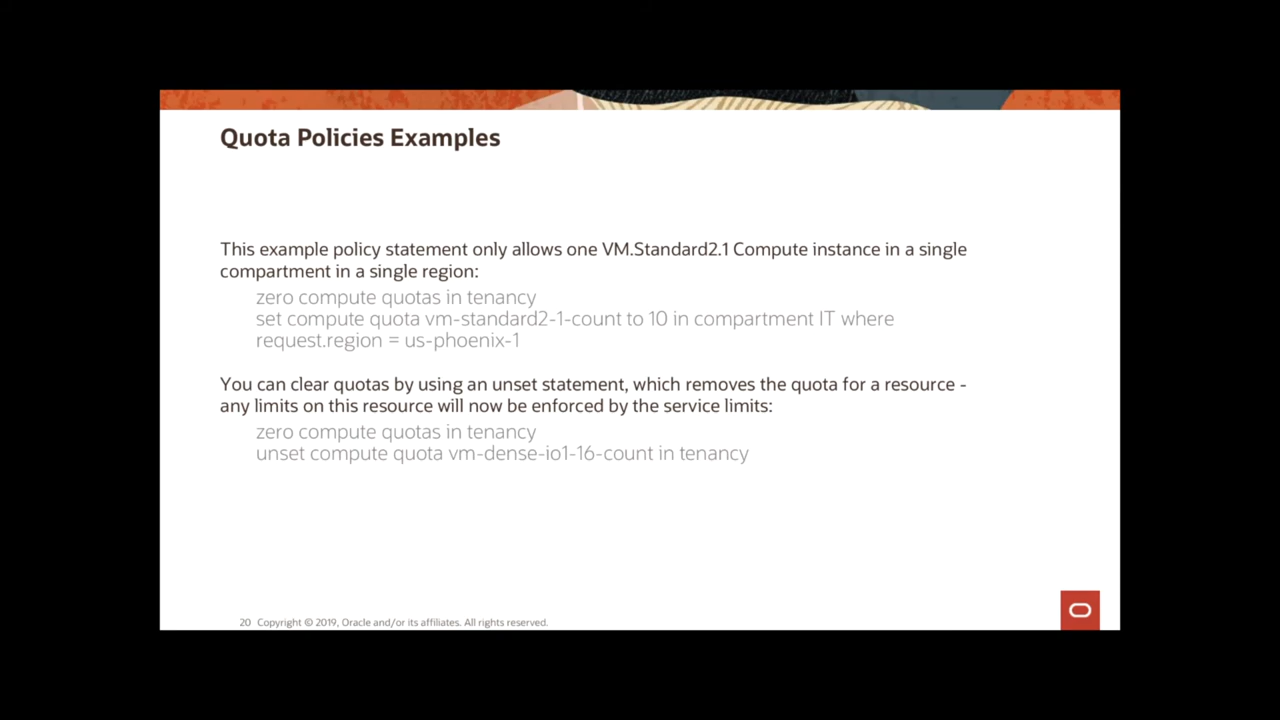 Quota Policies Examples
This example policy statement only allows one VM.Standard2.1 Compute instance in a single
compartment in a single region:
zero compute quotas in tenancy
set compute quota vm-standard2-1-count to 10 in compartment IT where
request.region = us-phoenix-1
You can clear quotas by using an unset statement, which removes the quota for a resource -
any limits on this resource will now be enforced by the service limits:
zero compute quotas in tenancy
unset compute quota vm-dense-io1-16-count in tenancy
20 Copyright © 2019, Oracle and/or its affiliates. All rights reserved.